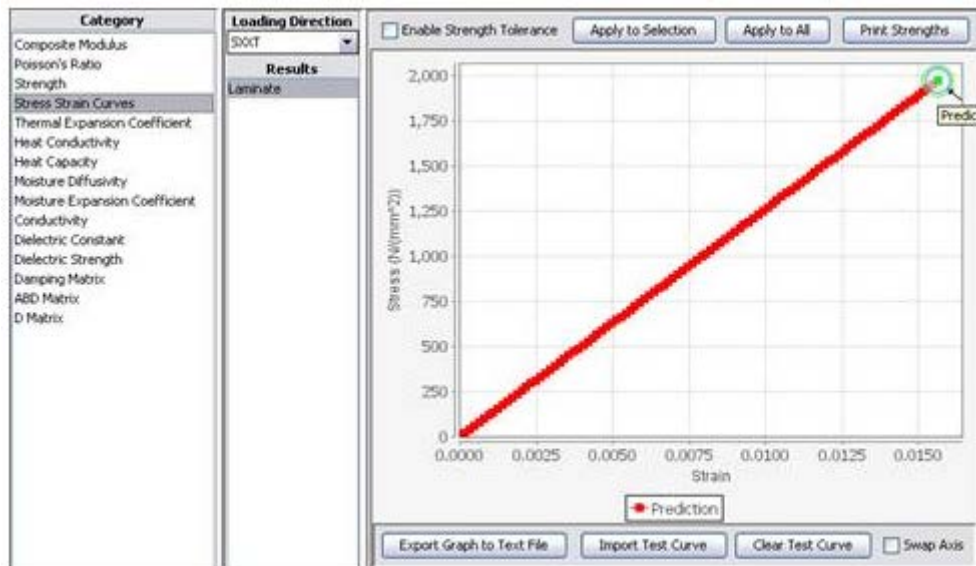 Category
Composite Modulus
Poisson's Ratio
Strength
Stress Strain Curves
Thermal Expansion Coefficient
Heat Conductivity
Heat Capacity
Moisture Diffusivity
Moisture Expansion Coefficient
Conductivity
Dielectric Constant
Dielectric Strength
Damping Matrix
ABD Matrix
D Matrix
Loading Direction
SXXT
Results
Laminate
Enable Strength Tolerance
Apply to Selection
Apply to All
Print Strengths
Stress (N/(mm^2))
2,000
1,750
1,500
1,250
1,000
750
500
250
0
Predic
0.0000 0.0025 0.0050 0.0075 0.0100 0.0125 0.0150
Strain
Prediction
Export Graph to Text File
Import Test Curve
Clear Test Curve
Swap Axis